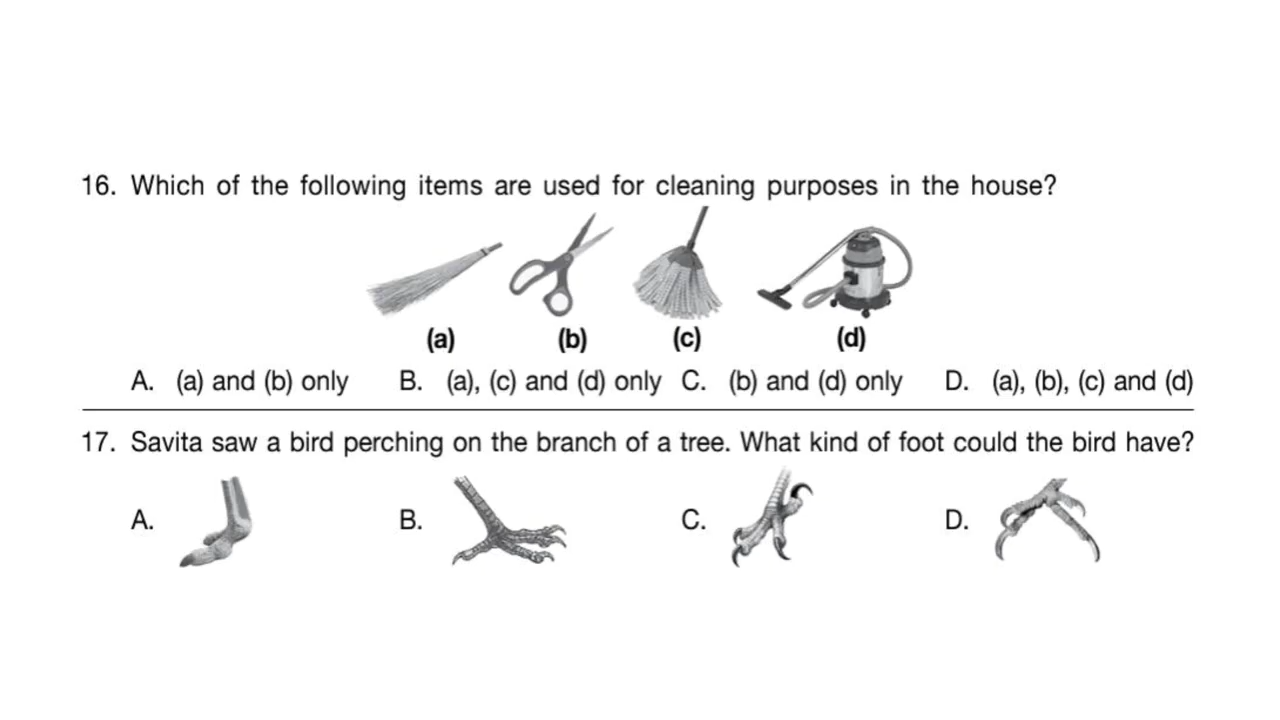 16. Which of the following items are used for cleaning purposes in the house?
(a) (b) (c) (d)
A. (a) and (b) only B. (a), (c) and (d) only C. (b) and (d) only D. (a), (b), (c) and (d)
17. Savita saw a bird perching on the branch of a tree. What kind of foot could the bird have?
A. B. C. D.